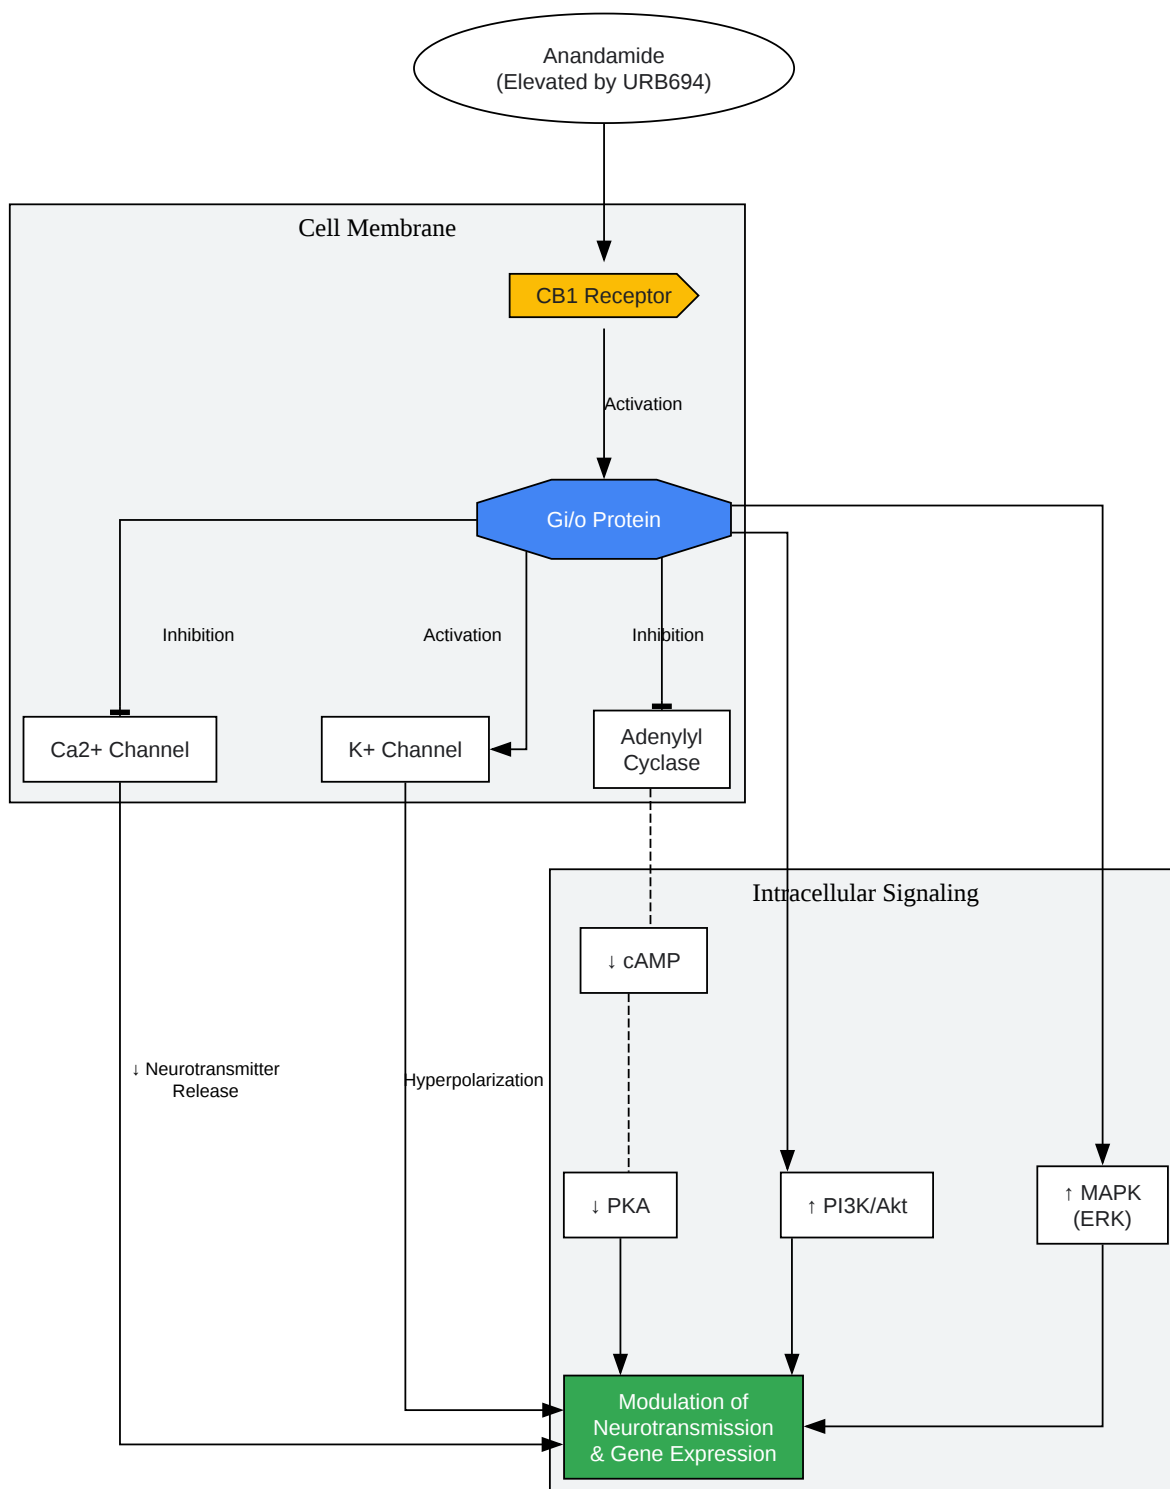 Anandamide
(Elevated by URB694)
Cell Membrane
CB1 Receptor
Activation
Gi/o Protein
Inhibition
Activation
Inhibition
Ca2+ Channel
K+ Channel
Adenylyl
Cyclase
Intracellular Signaling
↓ cAMP
↓ Neurotransmitter
Release
Hyperpolarization
↓ PKA
↑ PI3K/Akt
↑ MAPK
(ERK)
Modulation of
Neurotransmission
& Gene Expression